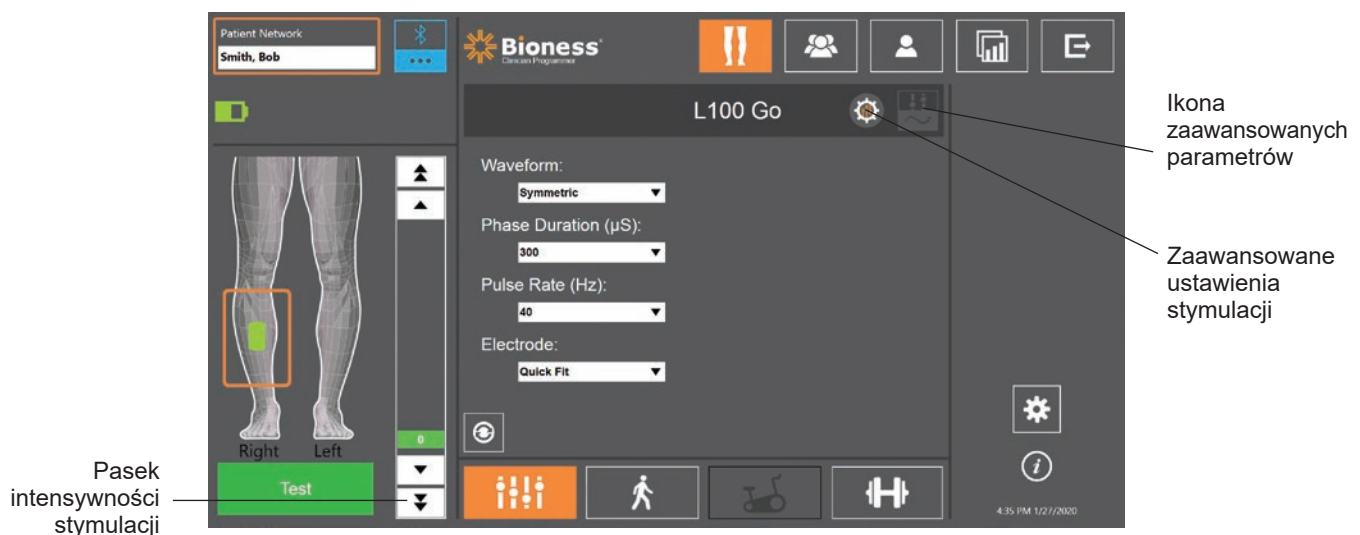 Patient Network
Smith, Bob
Bioness
Clinician Programmer
L100 Go
Waveform:
Symmetric
Phase Duration (µS):
300
Pulse Rate (Hz):
40
Electrode:
Quick Fit
Right Left
0
Test
4:35 PM 1/27/2020
Ikona
zaawansowanych
parametrów
Zaawansowane
ustawienia
stymulacji
Pasek
intensywności
stymulacji